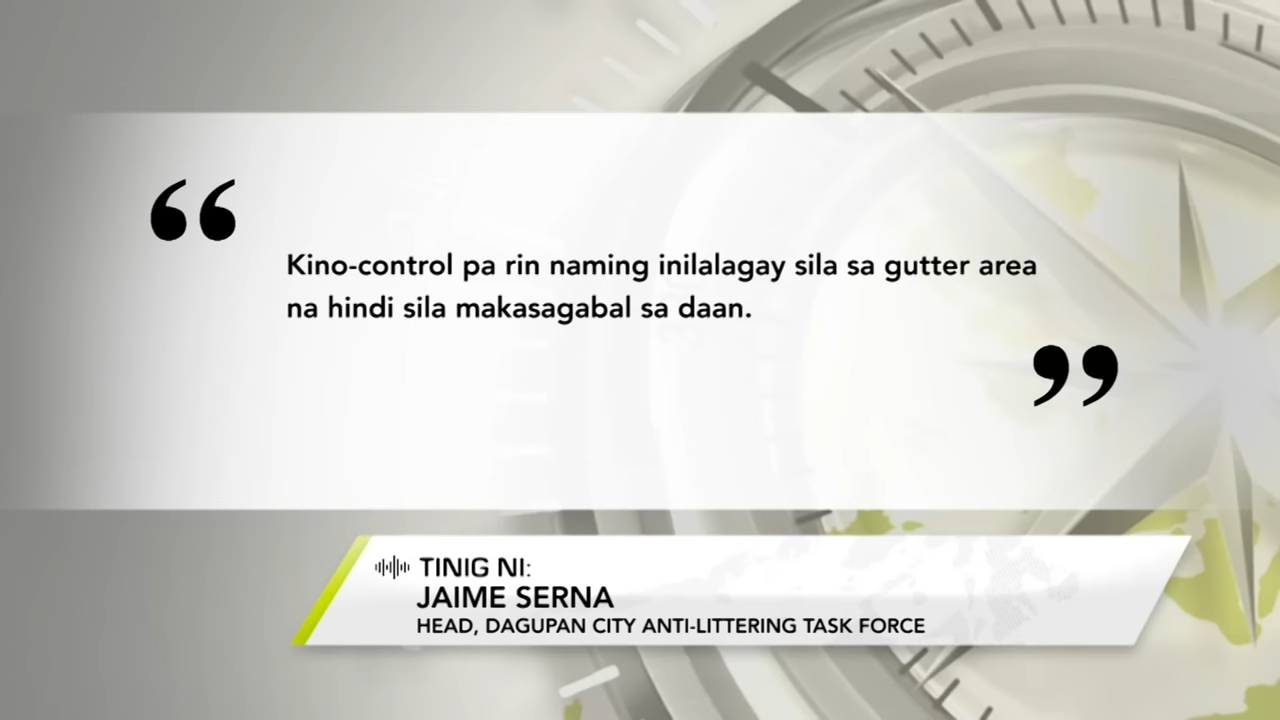 “
Kino-control pa rin naming inilalagay sila sa gutter area
na hindi sila makasagabal sa daan.
”
TINIG NI:
JAIME SERNA
HEAD, DAGUPAN CITY ANTI-LITTERING TASK FORCE